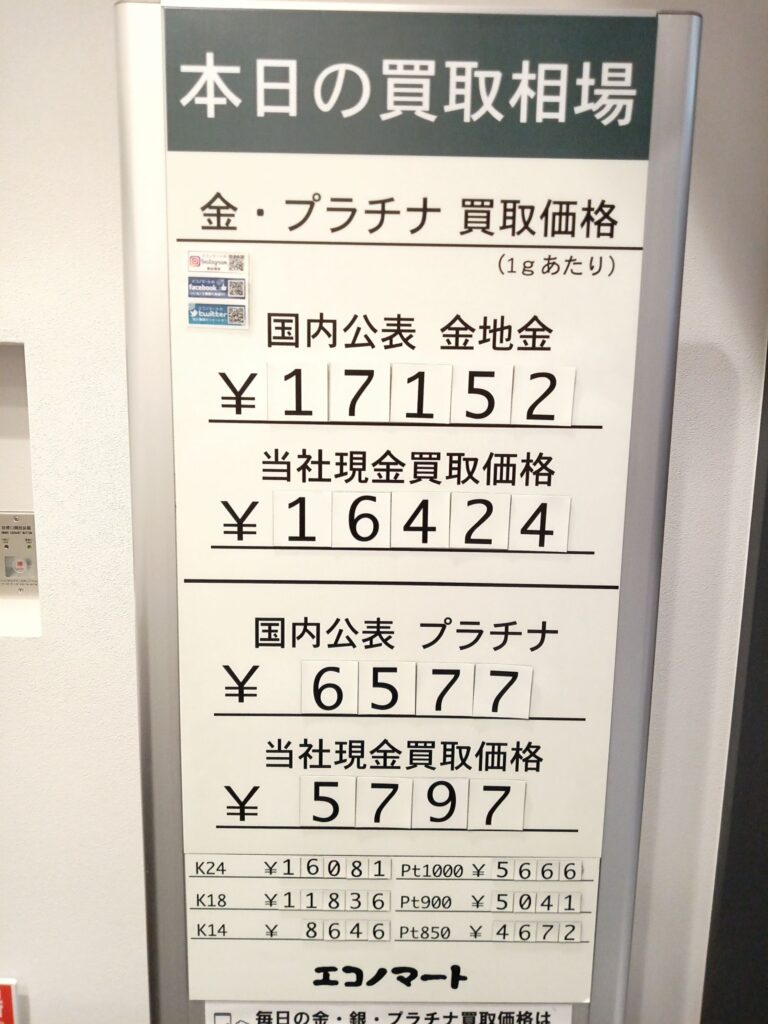 本日の買取相場
金・プラチナ 買取価格
(1gあたり)
Instagram
facebook
twitter
国内公表 金地金
¥17152
当社現金買取価格
¥16424
国内公表 プラチナ
¥ 6577
当社現金買取価格
¥ 5797
K24 ¥16081 Pt1000 ¥5666
K18 ¥11836 Pt900 ¥5041
K14 ¥ 8646 Pt850 ¥4672
エコノマート
毎日の金・銀・プラチナ買取価格は